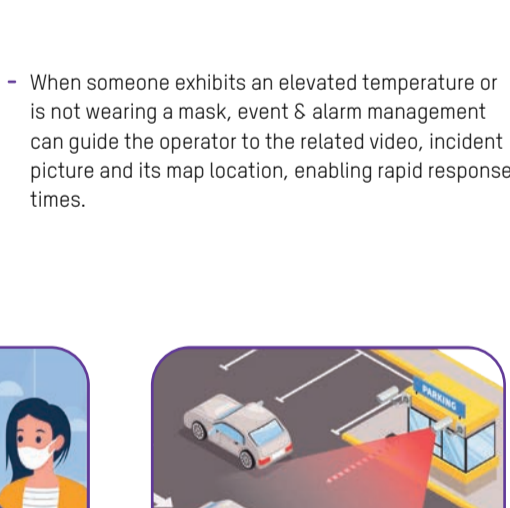 - When someone exhibits an elevated temperature or
is not wearing a mask, event & alarm management
can guide the operator to the related video, incident
picture and its map location, enabling rapid response
times.
PARKING